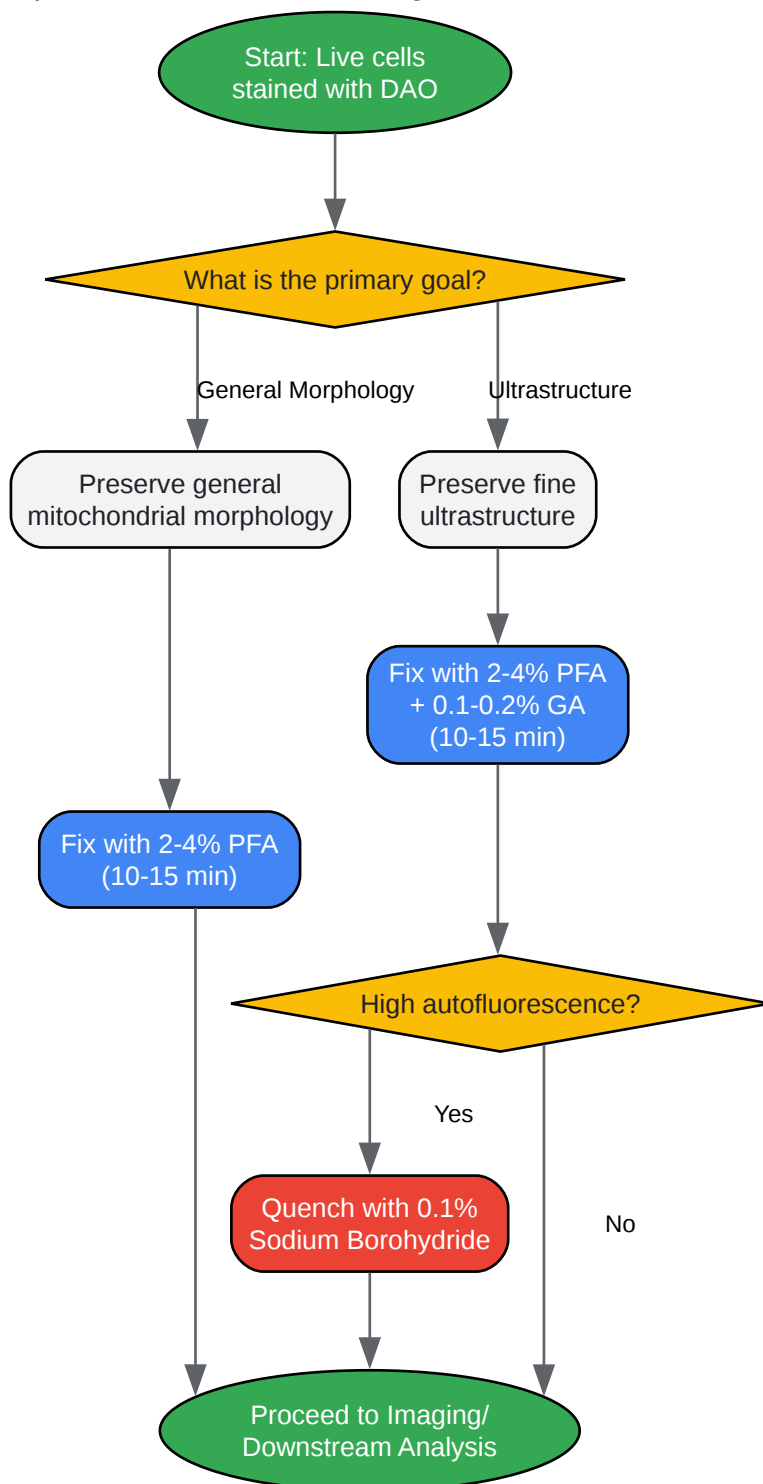 Start: Live cells
stained with DAO
What is the primary goal?
General Morphology
Ultrastructure
Preserve general
mitochondrial morphology
Preserve fine
ultrastructure
Fix with 2-4% PFA
+ 0.1-0.2% GA
(10-15 min)
Fix with 2-4% PFA
(10-15 min)
High autofluorescence?
Yes
No
Quench with 0.1%
Sodium Borohydride
Proceed to Imaging/
Downstream Analysis